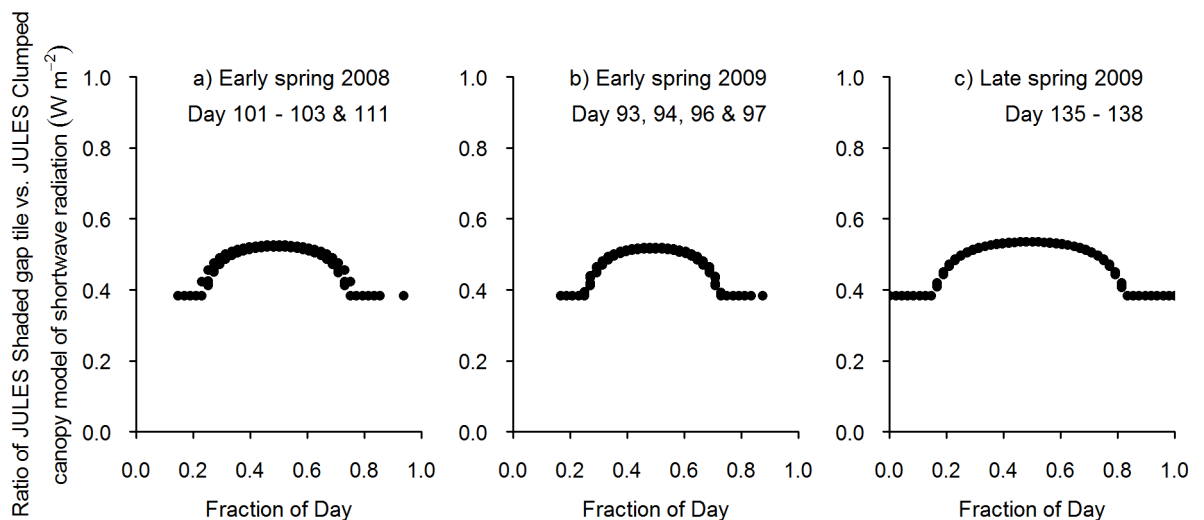 Ratio of JULES Shaded gap tile vs. JULES Clumped
canopy model of shortwave radiation (W m⁻²)
a) Early spring 2008
Day 101 - 103 & 111
1.0
0.8
0.6
0.4
0.2
0.0
0.0 0.2 0.4 0.6 0.8 1.0
Fraction of Day
b) Early spring 2009
Day 93, 94, 96 & 97
1.0
0.8
0.6
0.4
0.2
0.0
0.0 0.2 0.4 0.6 0.8 1.0
Fraction of Day
c) Late spring 2009
Day 135 - 138
1.0
0.8
0.6
0.4
0.2
0.0
0.0 0.2 0.4 0.6 0.8 1.0
Fraction of Day